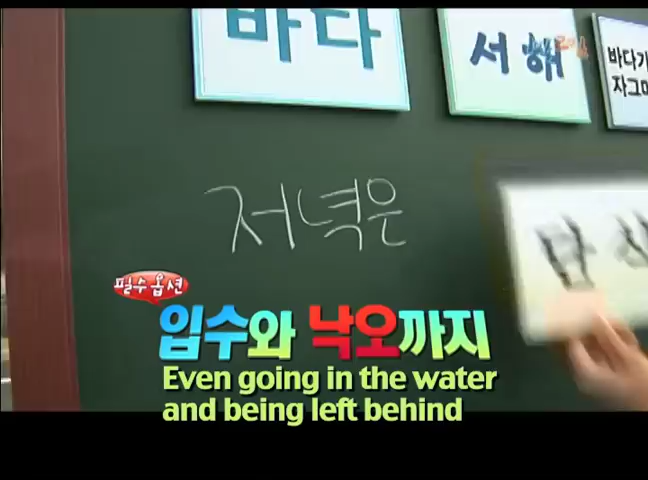 바다
서해
바다가
자그마
저녁은
필수 옵션
입수와 낙오까지
Even going in the water
and being left behind